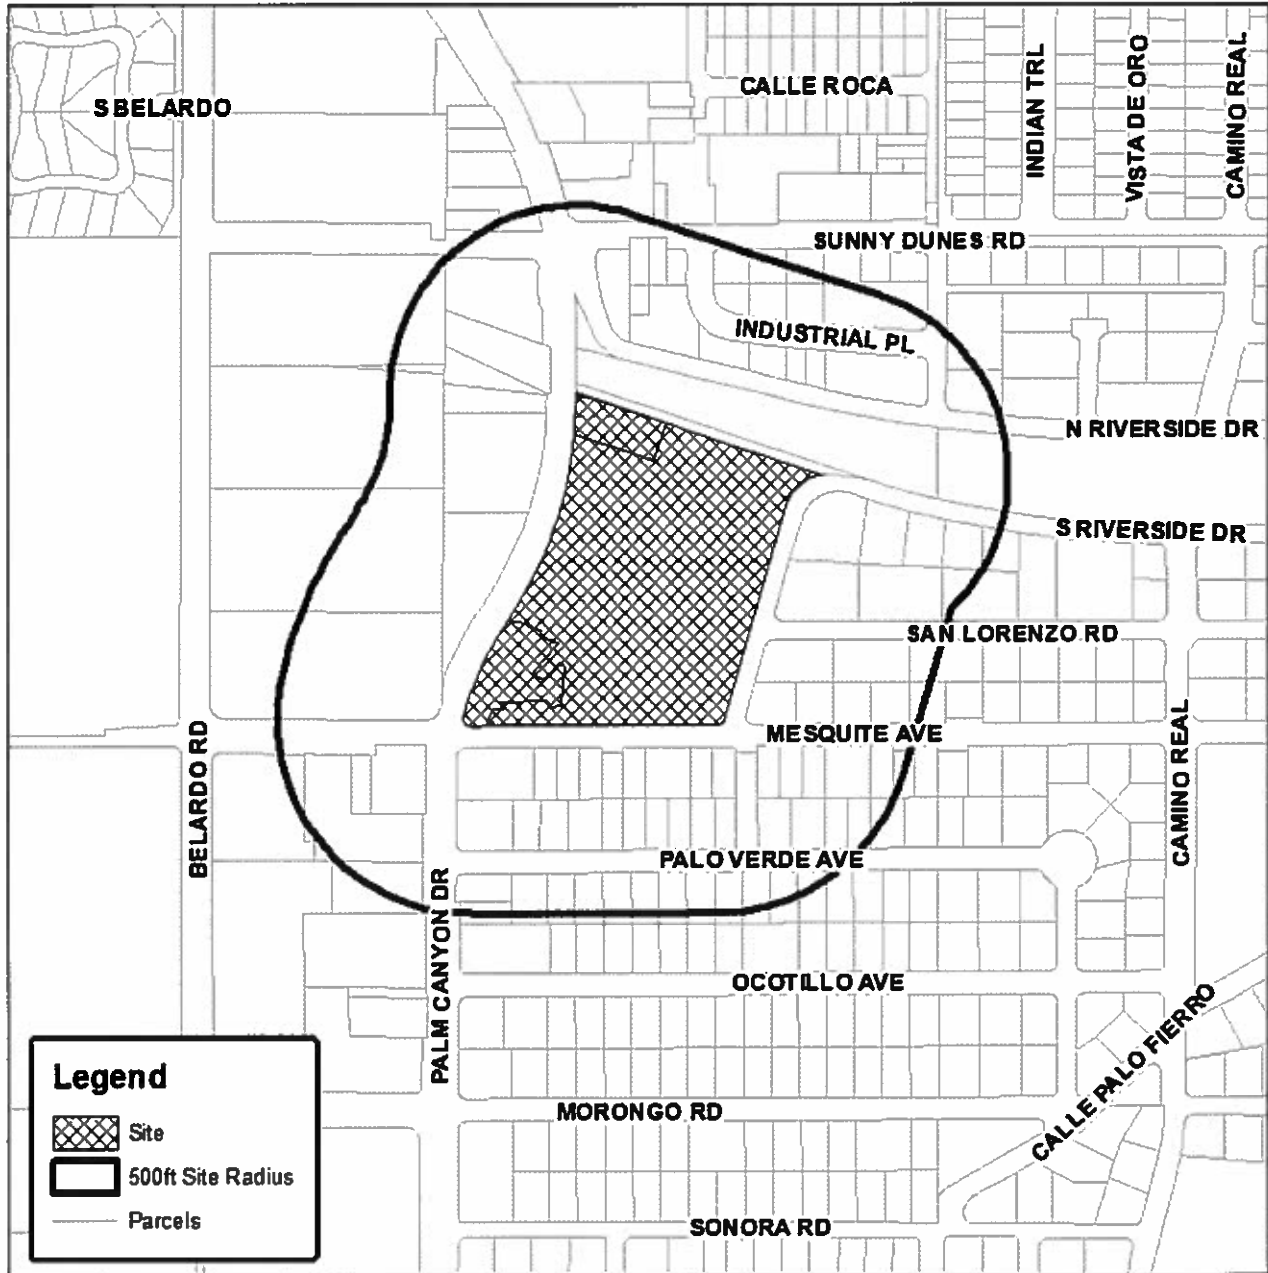 S BELARDO
CALLE ROCA
INDIAN TRL
VISTA DE ORO
CAMINO REAL
SUNNY DUNES RD
INDUSTRIAL PL
N RIVERSIDE DR
S RIVERSIDE DR
SAN LORENZO RD
MESQUITE AVE
BELARDO RD
CAMINO REAL
PALO VERDE AVE
PALM CANYON DR
OCOTILLO AVE
CALLE PALO FIERRO
MORONGO RD
SONORA RD
Legend
Site
500ft Site Radius
Parcels